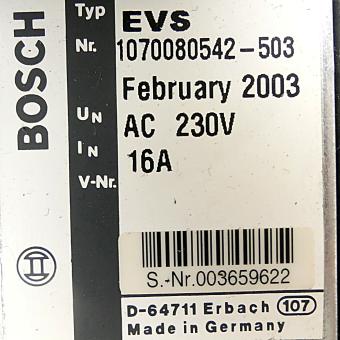 BOSCH
Typ EVS
Nr. 1070080542-503
February 2003
UN AC 230V
IN 16A
V-Nr.
S.-Nr.003659622
D-64711 Erbach 107
Made in Germany